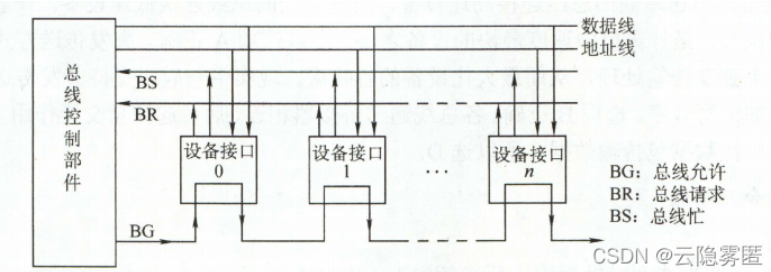 数据线
地址线
总线控制部件
BS
BR
设备接口
0
设备接口
1
…
设备接口
n
BG
BG：总线允许
BR：总线请求
BS：总线忙
CSDN @云隐雾匿